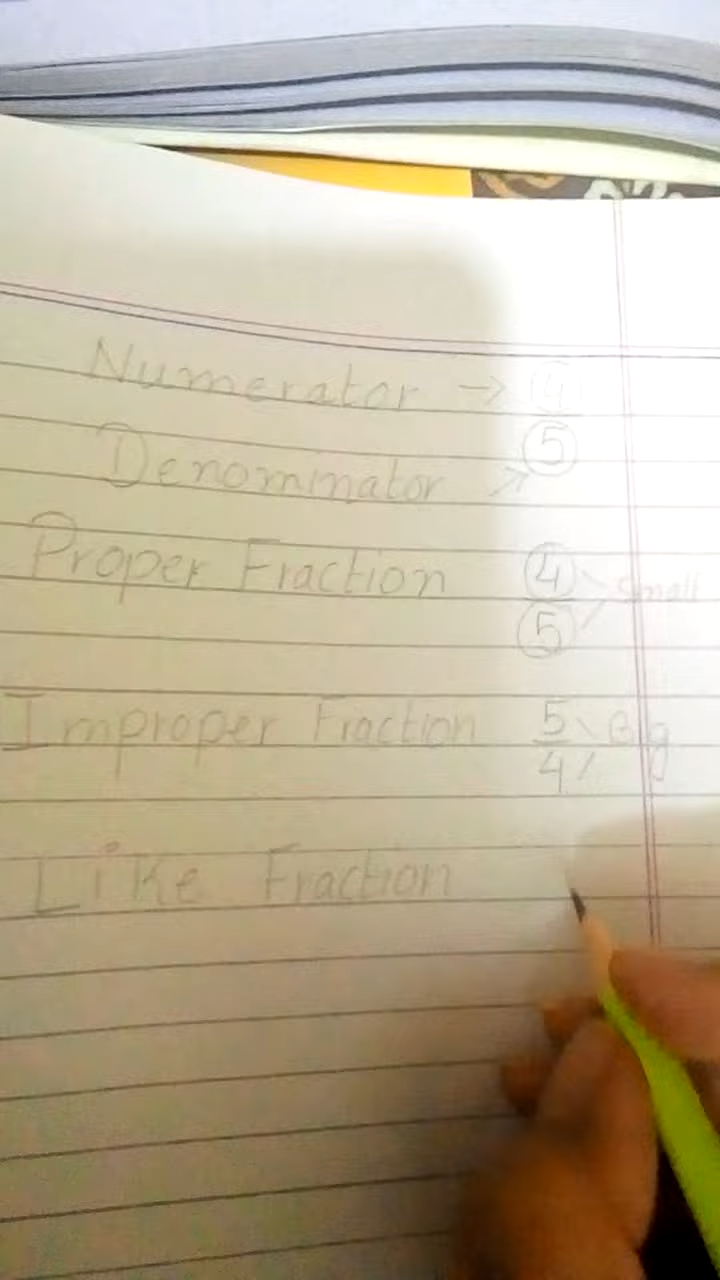 Numerator → 4
5
Denominator →
Proper Fraction 4 Small
5
Improper Fraction 5 Big
4
Like Fraction